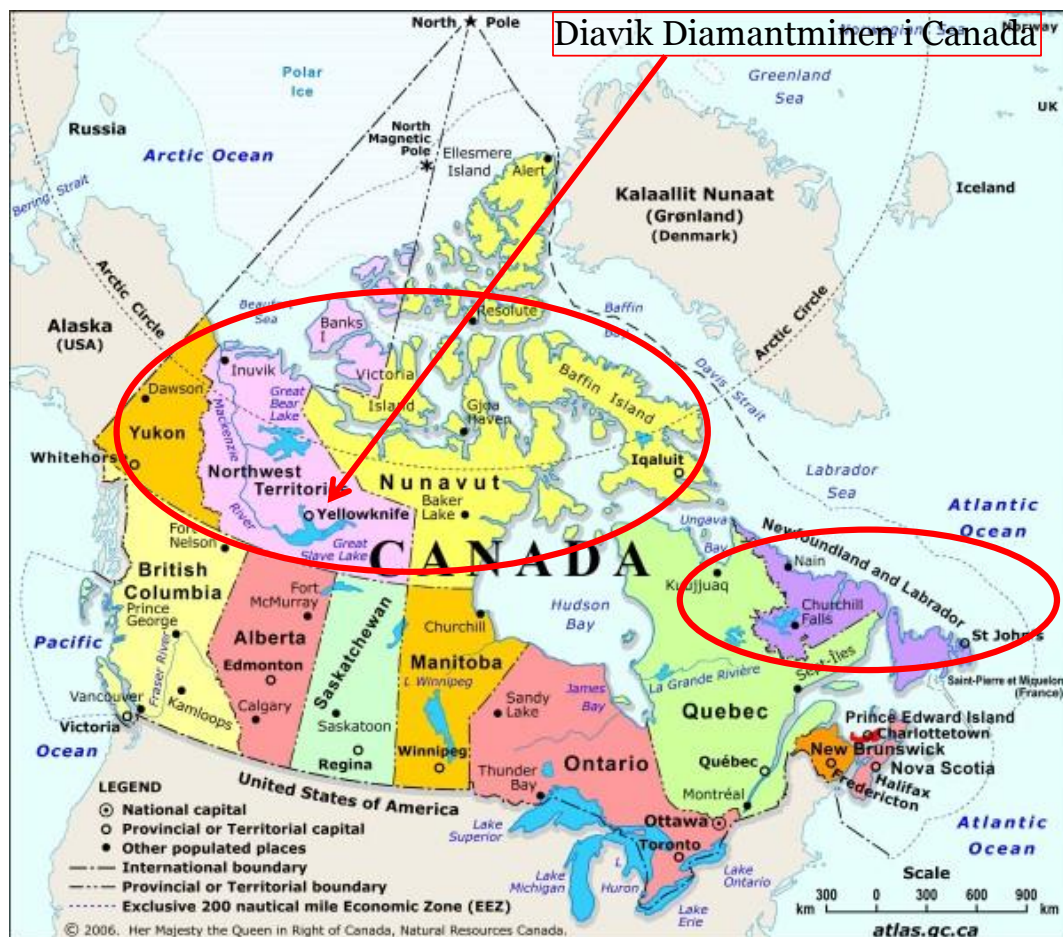 North Pole
Norwegian Sea
Norway
Diavik Diamantminen i Canada
Polar
Ice
Greenland
Sea
UK
Russia
North
Magnetic
Pole
Ellesmere
Island
Alert
Arctic Ocean
Kalaallit Nunaat
(Grønland)
(Denmark)
Iceland
Bering Strait
Arctic Circle
Beaufort
Sea
Banks
I
Resolute
Baffin
Arctic Circle
Alaska
(USA)
Inuvik
Victoria
Island
Baffin Island
Davis Strait
Dawson
Great
Bear
Lake
Gjoa
Haven
Mackenzie
River
Yukon
Whitehorse
Northwest
Territories
Nunavut
Iqaluit
Labrador
Sea
Baker
Lake
Yellowknife
Great
Slave Lake
Atlantic
Ocean
Ungava
Bay
Newfoundland and Labrador
Nain
Fort
Nelson
CANADA
Kuujjuaq
British
Columbia
Fort
McMurray
Hudson
Bay
Churchill
Falls
Prince
George
Churchill
St John's
Pacific
Ocean
Fraser River
Alberta
Edmonton
Saskatchewan
Manitoba
L Winnipeg
La Grande Rivière
Sept-Îles
Saint-Pierre et Miquelon
(France)
Vancouver
Victoria
Kamloops
Calgary
Saskatoon
Regina
Winnipeg
Sandy
Lake
James
Bay
Quebec
Prince Edward Island
Charlottetown
New Brunswick
Nova Scotia
Fredericton
Halifax
Québec
Montréal
Ontario
Thunder
Bay
United States of America
Ottawa
Toronto
Lake
Superior
Lake
Michigan
L
Huron
Lake
Ontario
Lake
Erie
Atlantic
Ocean
LEGEND
National capital
Provincial or Territorial capital
Other populated places
International boundary
Provincial or Territorial boundary
Exclusive 200 nautical mile Economic Zone (EEZ)
Scale
km 300 0 300 600 900 km
© 2006. Her Majesty the Queen in Right of Canada, Natural Resources Canada.
atlas.gc.ca